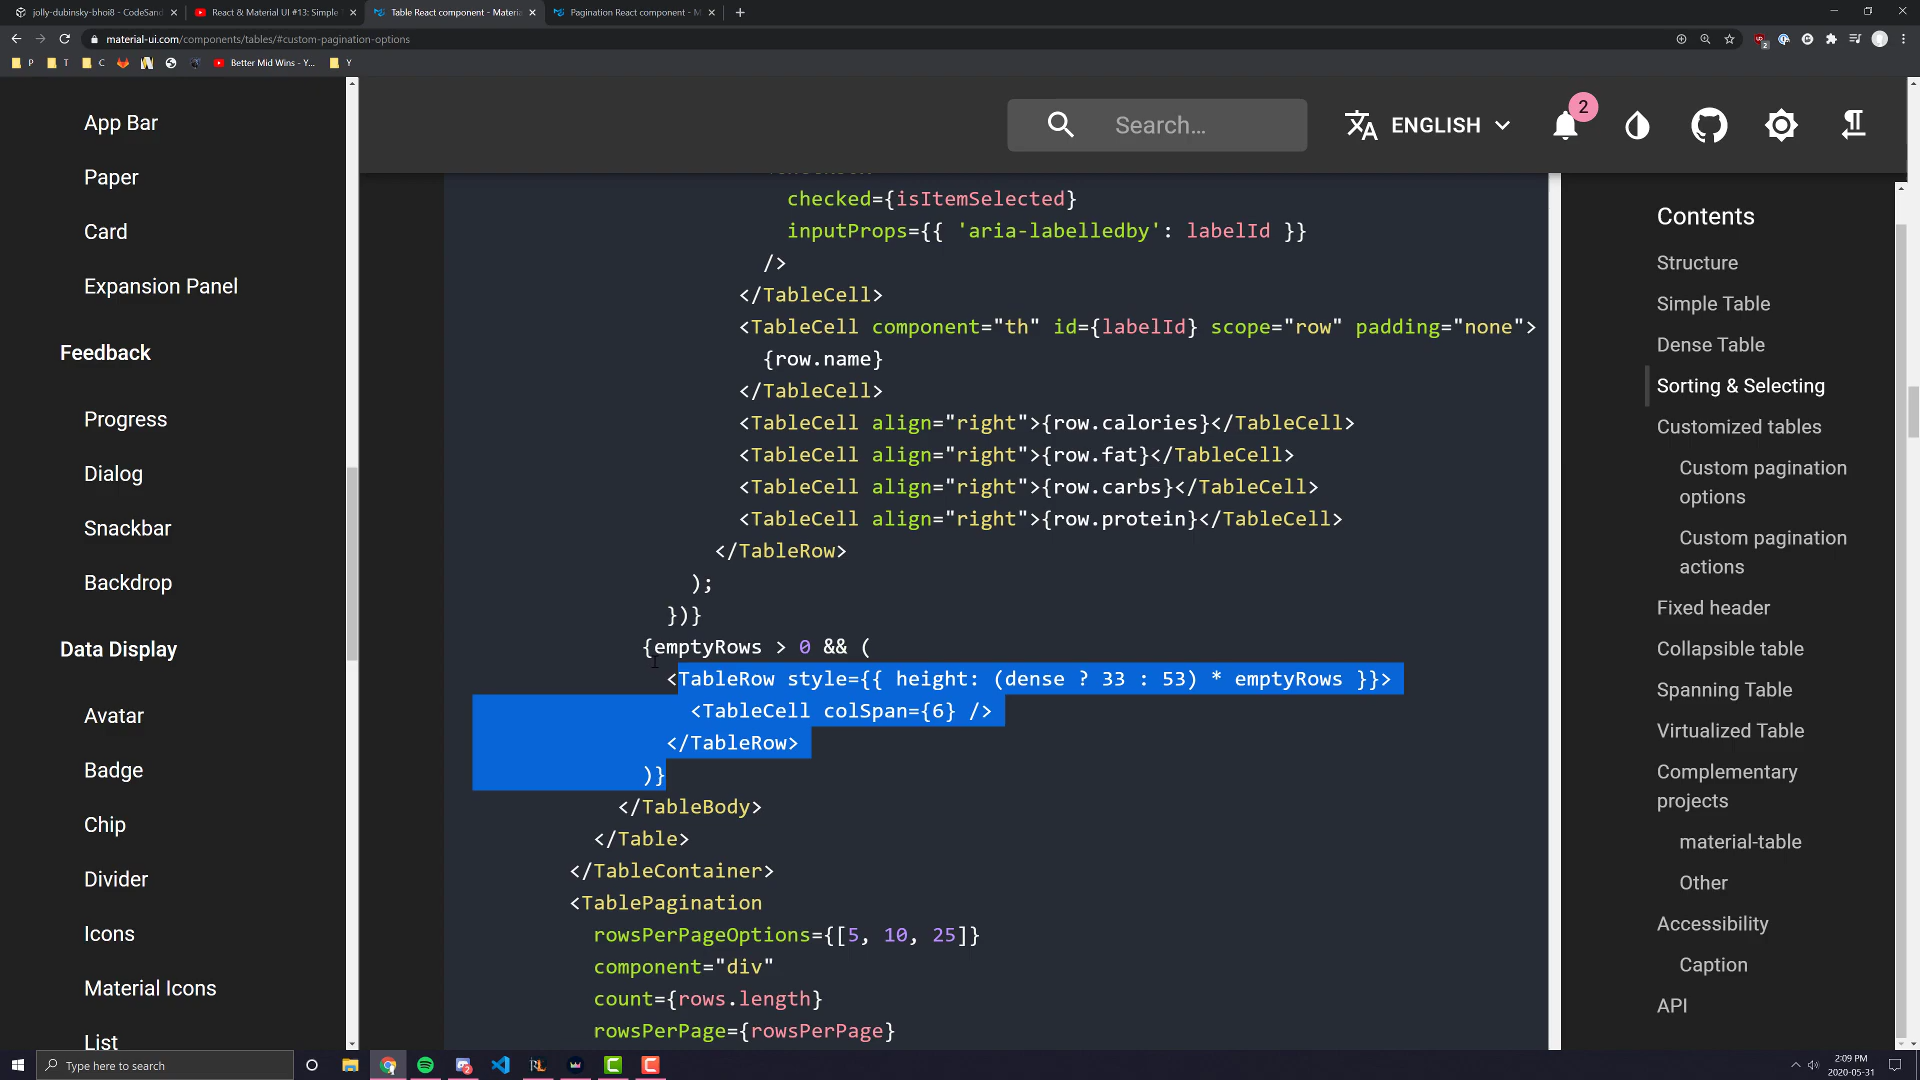 jolly-dubinsky-bhoi8 - CodeSand
React & Material UI #13: Simple
Table React component - Materia
Pagination React component - M
material-ui.com/components/tables/#custom-pagination-options
P
T
C
Better Mid Wins - Y...
Y
App Bar
Paper
Card
Expansion Panel
Feedback
Progress
Dialog
Snackbar
Backdrop
Data Display
Avatar
Badge
Chip
Divider
Icons
Material Icons
List
Search…
ENGLISH
2
checked={isItemSelected}
inputProps={{ 'aria-labelledby': labelId }}
/>
</TableCell>
<TableCell component="th" id={labelId} scope="row" padding="none">
{row.name}
</TableCell>
<TableCell align="right">{row.calories}</TableCell>
<TableCell align="right">{row.fat}</TableCell>
<TableCell align="right">{row.carbs}</TableCell>
<TableCell align="right">{row.protein}</TableCell>
</TableRow>
);
})}
{emptyRows > 0 && (
<TableRow style={{ height: (dense ? 33 : 53) * emptyRows }}>
<TableCell colSpan={6} />
</TableRow>
)}
</TableBody>
</Table>
</TableContainer>
<TablePagination
rowsPerPageOptions={[5, 10, 25]}
component="div"
count={rows.length}
rowsPerPage={rowsPerPage}
Contents
Structure
Simple Table
Dense Table
Sorting & Selecting
Customized tables
Custom pagination
options
Custom pagination
actions
Fixed header
Collapsible table
Spanning Table
Virtualized Table
Complementary
projects
material-table
Other
Accessibility
Caption
API
Type here to search
2:09 PM
2020-05-31